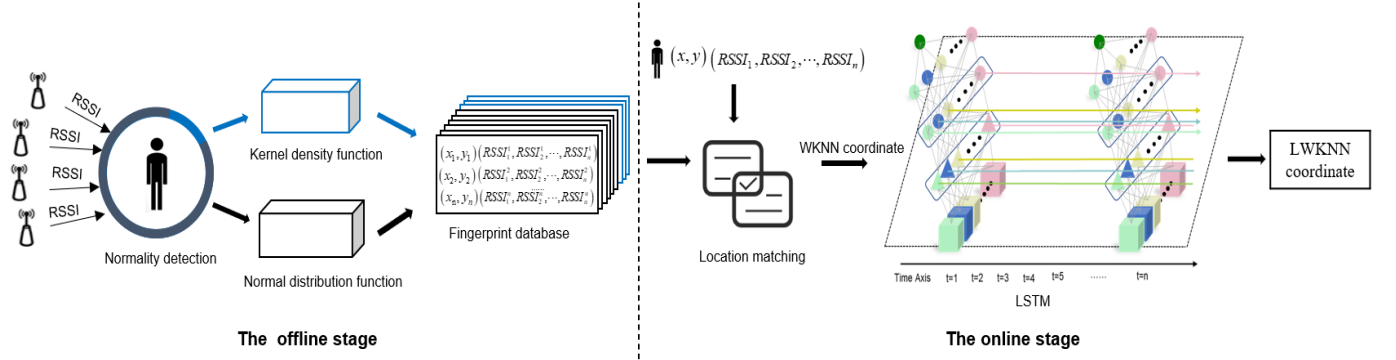 RSSI
RSSI
RSSI
RSSI
Normality detection
Kernel density function
Normal distribution function
(x₁, y₁)(RSSI₁¹, RSSI₂¹, ⋯, RSSIₙ¹)
(x₂, y₂)(RSSI₁², RSSI₂², ⋯, RSSIₙ²)
(xₙ, yₙ)(RSSI₁ⁿ, RSSI₂ⁿ, ⋯, RSSIₙⁿ)
Fingerprint database
The offline stage
(x, y)(RSSI₁, RSSI₂, ⋯, RSSIₙ)
Location matching
WKNN coordinate
Time Axis t=1 t=2 t=3 t=4 t=5 ...... t=n
LSTM
LWKNN
coordinate
The online stage